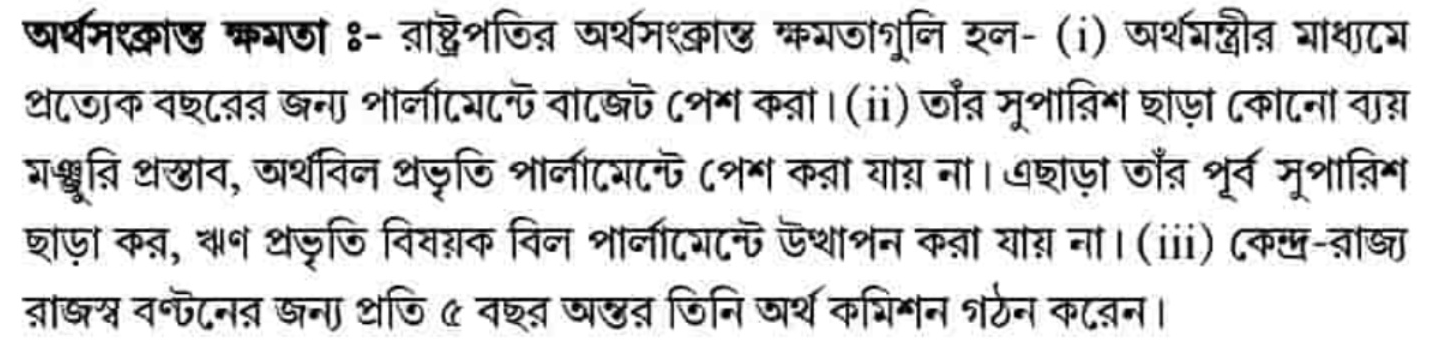 অর্থসংক্রান্ত ক্ষমতা ঃ- রাষ্ট্রপতির অর্থসংক্রান্ত ক্ষমতাগুলি হল- (i) অর্থমন্ত্রীর মাধ্যমে
প্রত্যেক বছরের জন্য পার্লামেন্টে বাজেট পেশ করা। (ii) তাঁর সুপারিশ ছাড়া কোনো ব্যয়
মঞ্জুরি প্রস্তাব, অর্থবিল প্রভৃতি পার্লামেন্টে পেশ করা যায় না। এছাড়া তাঁর পূর্ব সুপারিশ
ছাড়া কর, ঋণ প্রভৃতি বিষয়ক বিল পার্লামেন্টে উত্থাপন করা যায় না। (iii) কেন্দ্র-রাজ্য
রাজস্ব বণ্টনের জন্য প্রতি ৫ বছর অন্তর তিনি অর্থ কমিশন গঠন করেন।